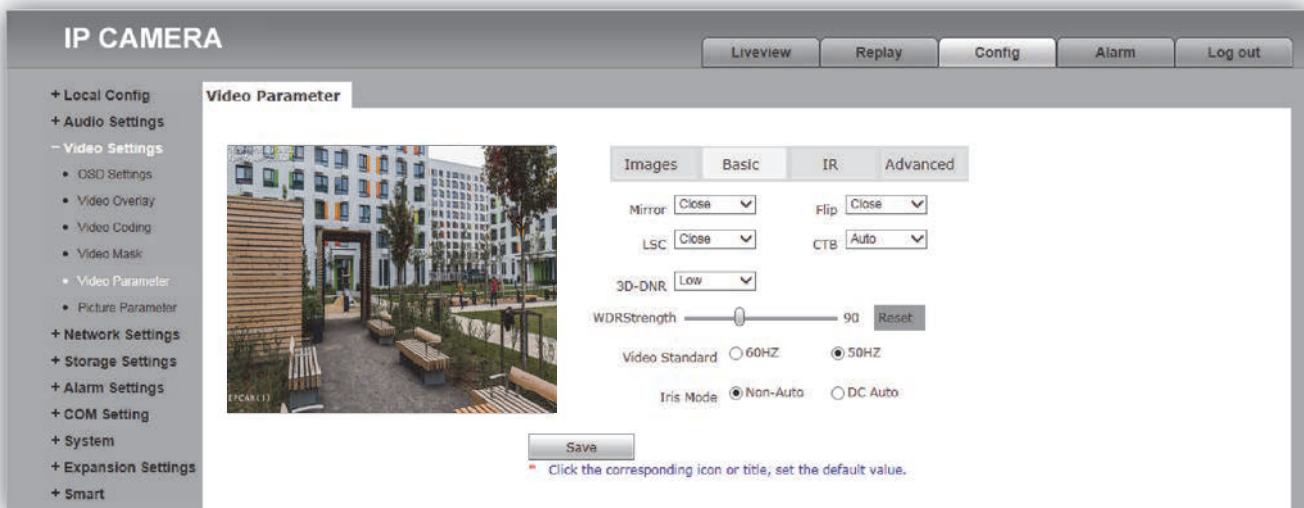 IP CAMERA
Liveview Replay Config Alarm Log out
+ Local Config
+ Audio Settings
− Video Settings
• OSD Settings
• Video Overlay
• Video Coding
• Video Mask
• Video Parameter
• Picture Parameter
+ Network Settings
+ Storage Settings
+ Alarm Settings
+ COM Setting
+ System
+ Expansion Settings
+ Smart
Video Parameter
IPCAM(1)
Images Basic IR Advanced
Mirror Close Flip Close
LSC Close CTB Auto
3D-DNR Low
WDRStrength 90 Reset
Video Standard 60HZ 50HZ
Iris Mode Non-Auto DC Auto
Save
* Click the corresponding icon or title, set the default value.